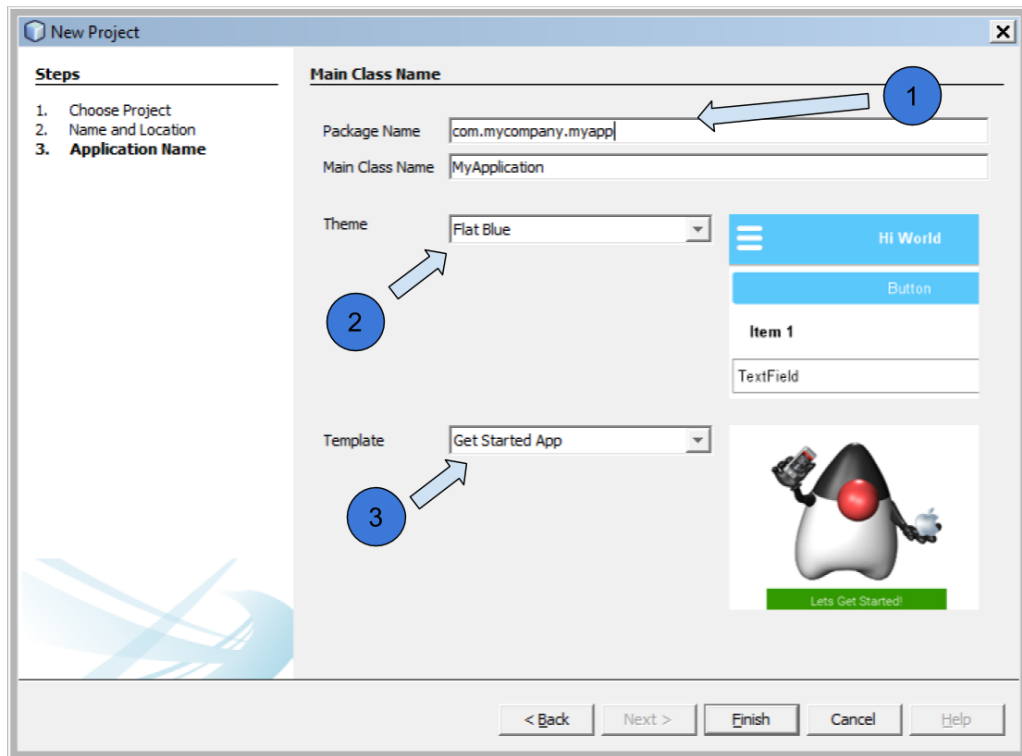 New Project
Steps
1. Choose Project
2. Name and Location
3. Application Name
Main Class Name
1
Package Name com.mycompany.myapp
Main Class Name MyApplication
Theme Flat Blue
Hi World
Button
2
Item 1
TextField
Template Get Started App
3
Lets Get Started!
< Back Next > Finish Cancel Help